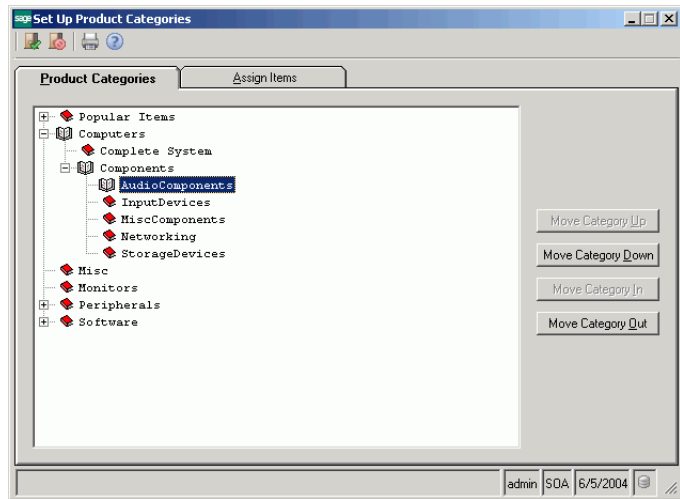 sage Set Up Product Categories
Product Categories
Assign Items
Popular Items
Computers
Complete System
Components
AudioComponents
InputDevices
MiscComponents
Networking
StorageDevices
Misc
Monitors
Peripherals
Software
Move Category Up
Move Category Down
Move Category In
Move Category Out
admin SOA 6/5/2004